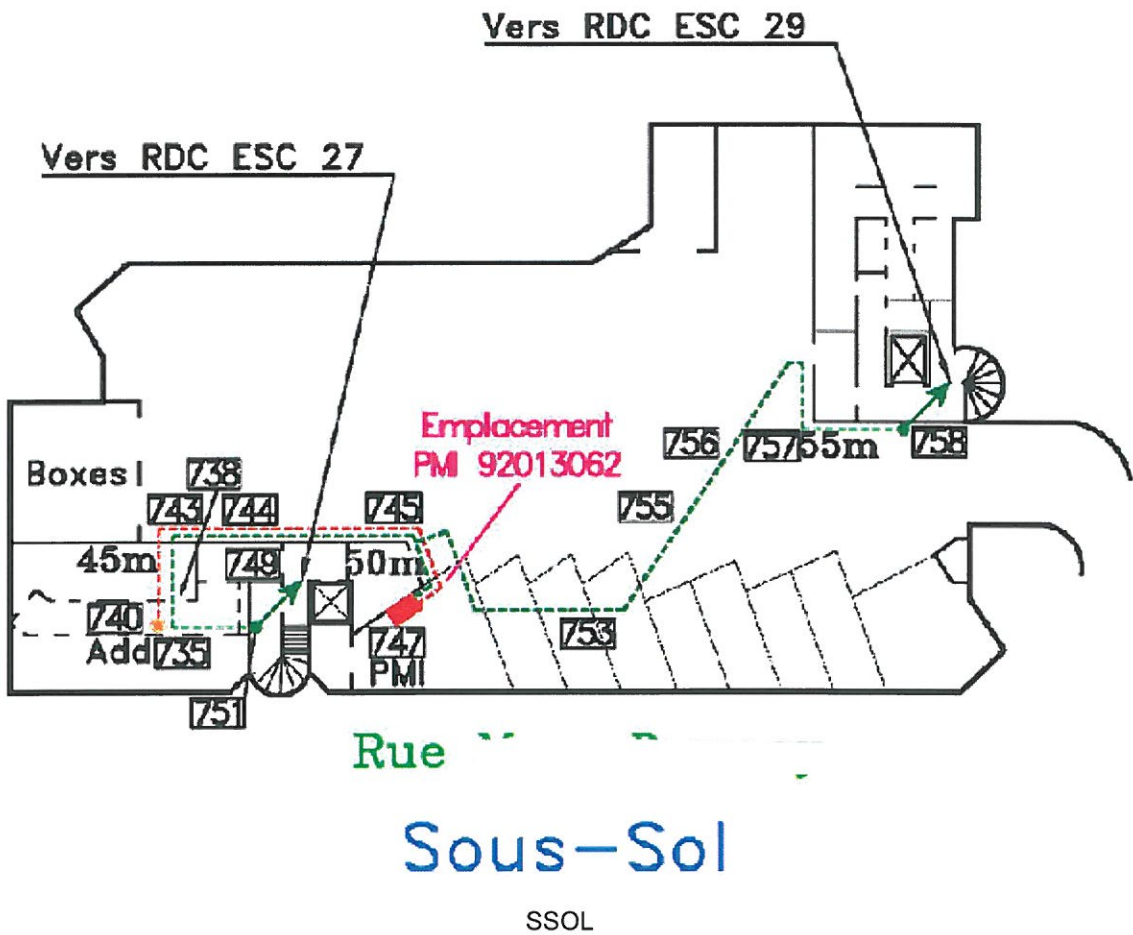 Vers RDC ESC 29
Vers RDC ESC 27
Emplacement
PMI 92013062
756
757
55m
758
Boxes
738
743
744
745
755
45m
749
50m
740
735
Add
747
PMI
753
751
Rue
Sous-Sol
SSOL